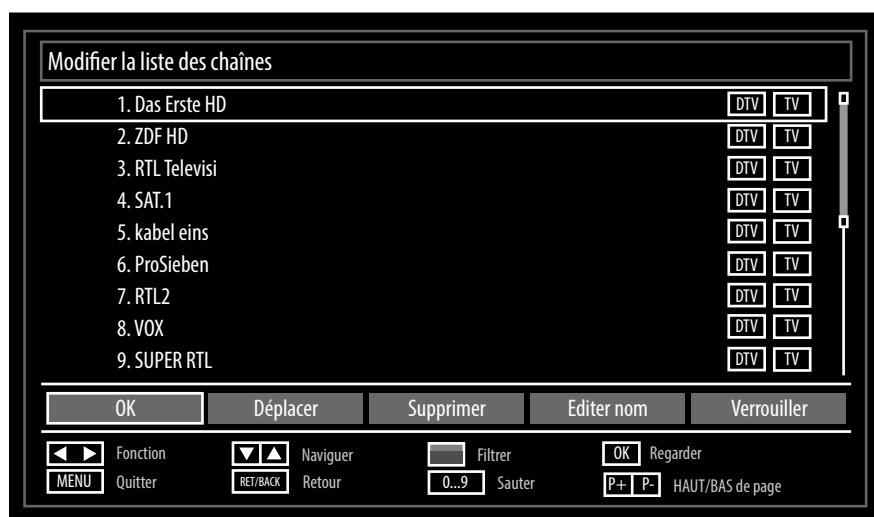 Modifier la liste des chaînes
1. Das Erste HD DTV TV
2. ZDF HD DTV TV
3. RTL Televisi DTV TV
4. SAT.1 DTV TV
5. kabel eins DTV TV
6. ProSieben DTV TV
7. RTL2 DTV TV
8. VOX DTV TV
9. SUPER RTL DTV TV
OK Déplacer Supprimer Editer nom Verrouiller
Fonction Naviguer Filtrer OK Regarder
MENU Quitter RET/BACK Retour 0...9 Sauter P+ P- HAUT/BAS de page